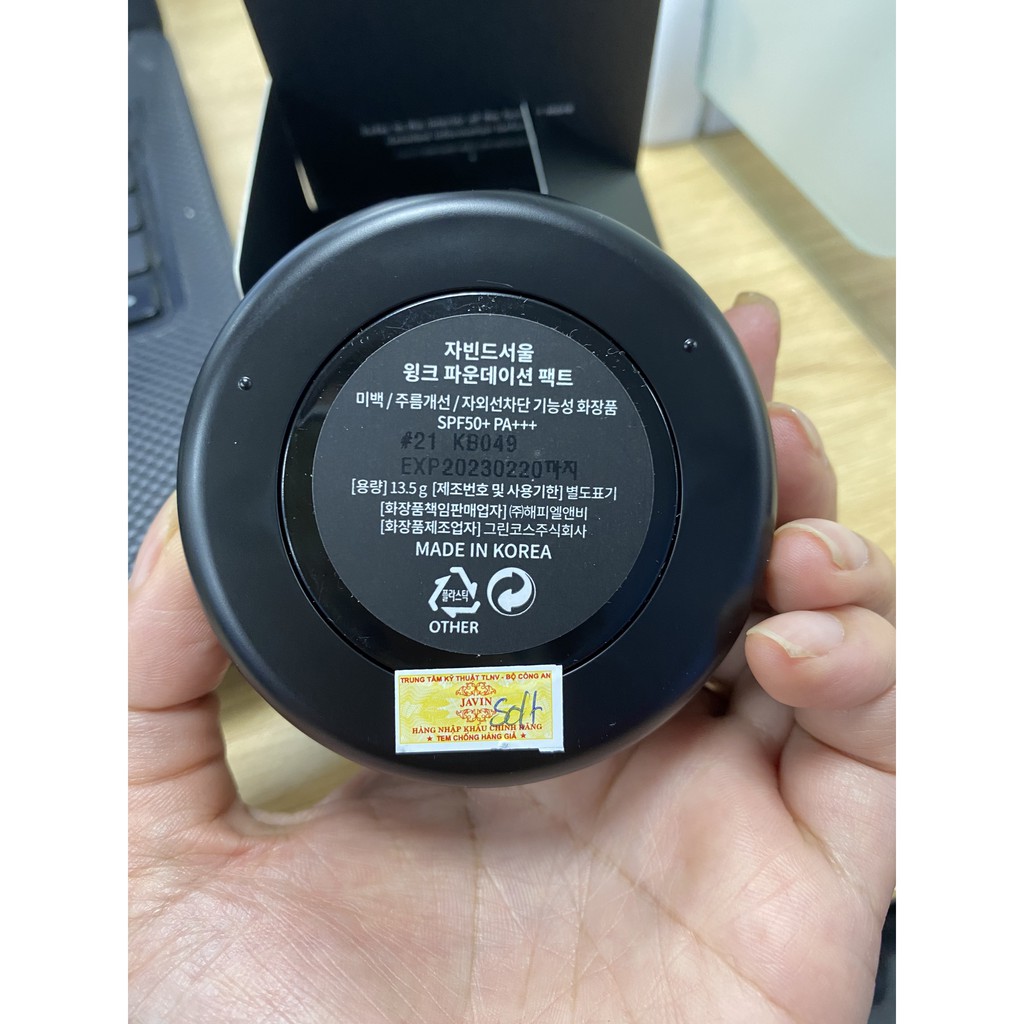 자빈드서울
윙크 파운데이션 팩트
미백 / 주름개선 / 자외선차단 기능성 화장품
SPF50+ PA+++
#21 KB049
EXP20230220까지
[용량] 13.5 g [제조번호 및 사용기한] 별도표기
[화장품책임판매업자] ㈜해피엘앤비
[화장품제조업자] 그린코스주식회사
MADE IN KOREA
플라스틱
OTHER
TRUNG TÂM KỸ THUẬT TLNV - BỘ CÔNG AN
JAVIN
Soft
HÀNG NHẬP KHẨU CHÍNH HÃNG
★ TEM CHỐNG HÀNG GIẢ ★